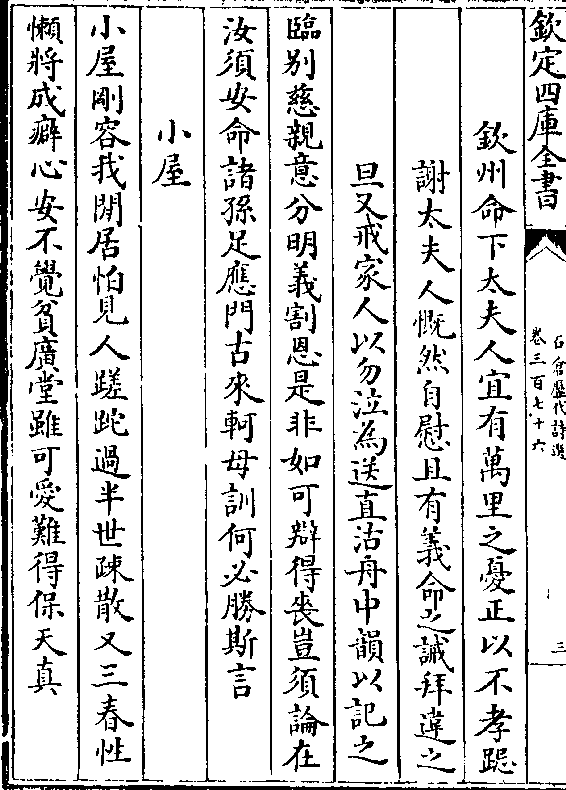 欽定四庫全書
石倉歷代詩選
卷三百七十六
三
欽州命下太夫人宜有萬里之憂正以不孝跽
謝太夫人慨然自慰且有義命之誡拜違之
旦又戒家人以勿泣為送直沽舟中韻以記之
臨别慈親意分明義割恩是非如可辯得喪豈須論在
汝須安命諸孫足應門古來軻母訓何必勝斯言
小屋
小屋剛容我閒居怕見人蹉跎過半世疎散又三春性
懶將成癖心安不覺貧廣堂雖可愛難得保天真